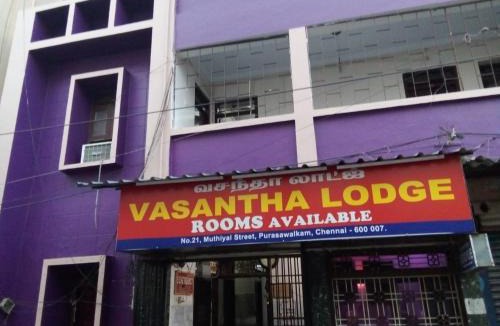 வசந்தா லாட்ஜ்
VASANTHA LODGE
ROOMS AVAILABLE
No.21, Muthiyal Street, Purasawalkam, Chennai - 600 007.